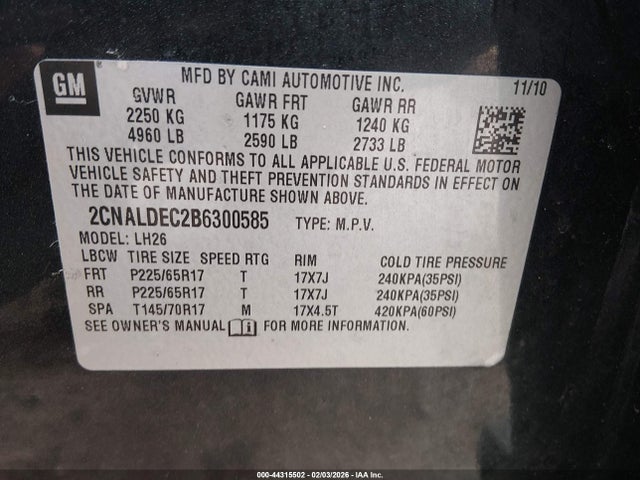 GM
MFD BY CAMI AUTOMOTIVE INC.
11/10
GVWR GAWR FRT GAWR RR
2250 KG 1175 KG 1240 KG
4960 LB 2590 LB 2733 LB
THIS VEHICLE CONFORMS TO ALL APPLICABLE U.S. FEDERAL MOTOR
VEHICLE SAFETY AND THEFT PREVENTION STANDARDS IN EFFECT ON
THE DATE OF MANUFACTURE SHOWN ABOVE.
2CNALDEC2B6300585 TYPE: M.P.V.
MODEL: LH26
LBCW TIRE SIZE SPEED RTG RIM COLD TIRE PRESSURE
FRT P225/65R17 T 17X7J 240KPA(35PSI)
RR P225/65R17 T 17X7J 240KPA(35PSI)
SPA T145/70R17 M 17X4.5T 420KPA(60PSI)
SEE OWNER'S MANUAL FOR MORE INFORMATION.
000-44315502 - 02/03/2026 - IAA Inc.